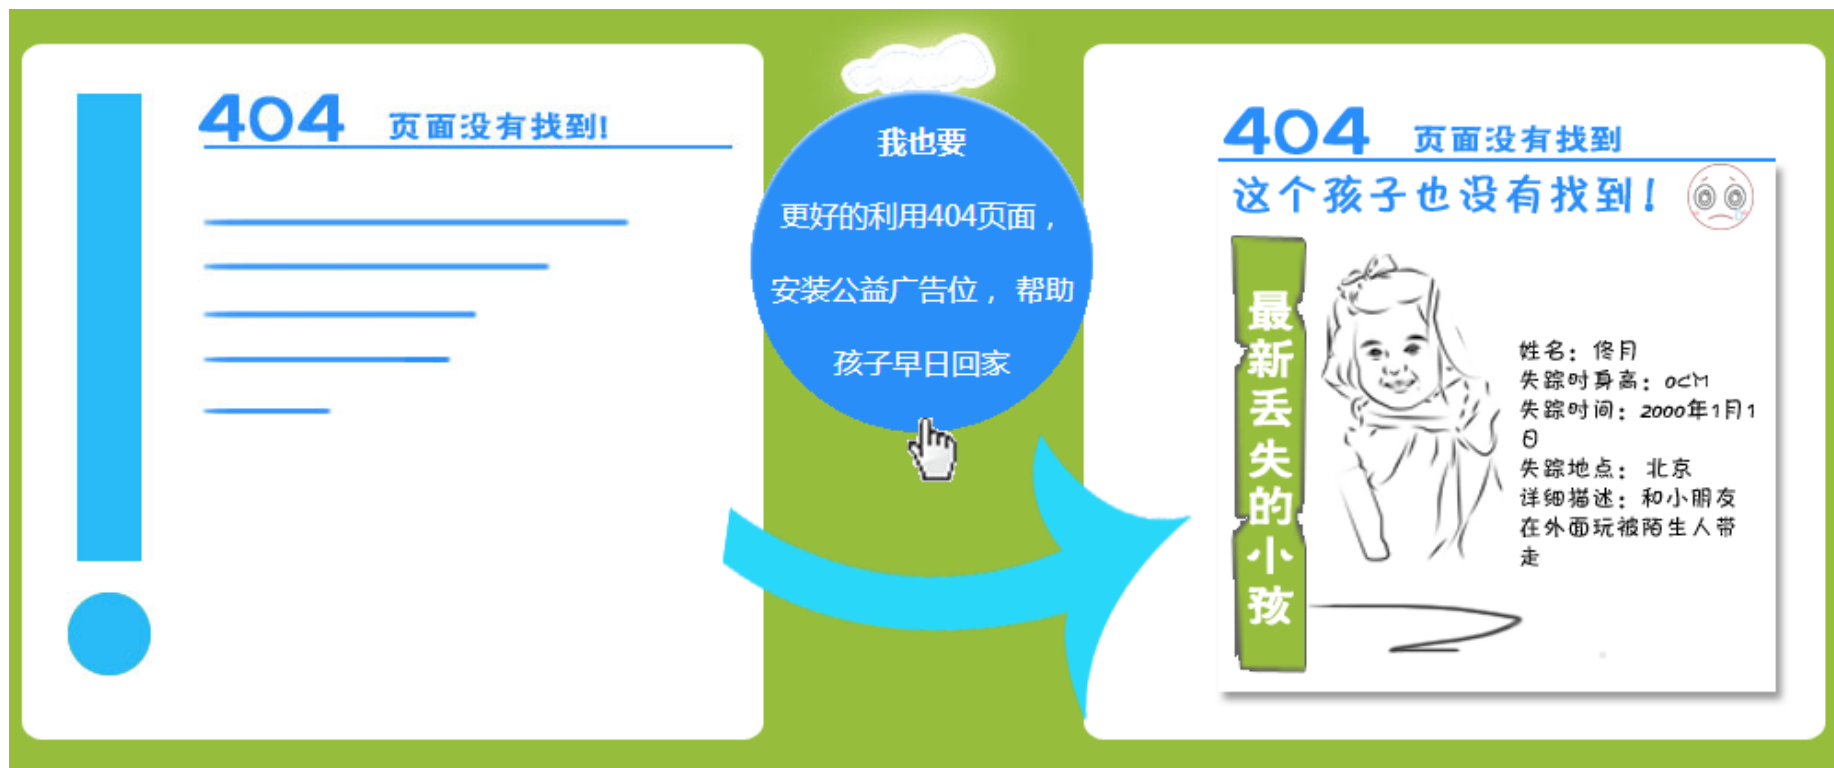 404 页面没有找到!
我也要
更好的利用404页面，
安装公益广告位， 帮助
孩子早日回家
404 页面没有找到
这个孩子也没有找到!
最新丢失的小孩
姓名：佟月
失踪时身高：0CM
失踪时间：2000年1月1
日
失踪地点： 北京
详细描述：和小朋友
在外面玩被陌生人带
走